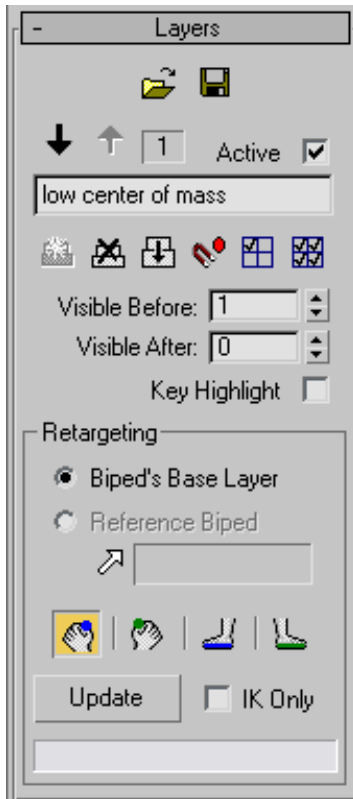 - Layers
1 Active
low center of mass
Visible Before: 1
Visible After: 0
Key Highlight
Retargeting
Biped's Base Layer
Reference Biped
Update IK Only